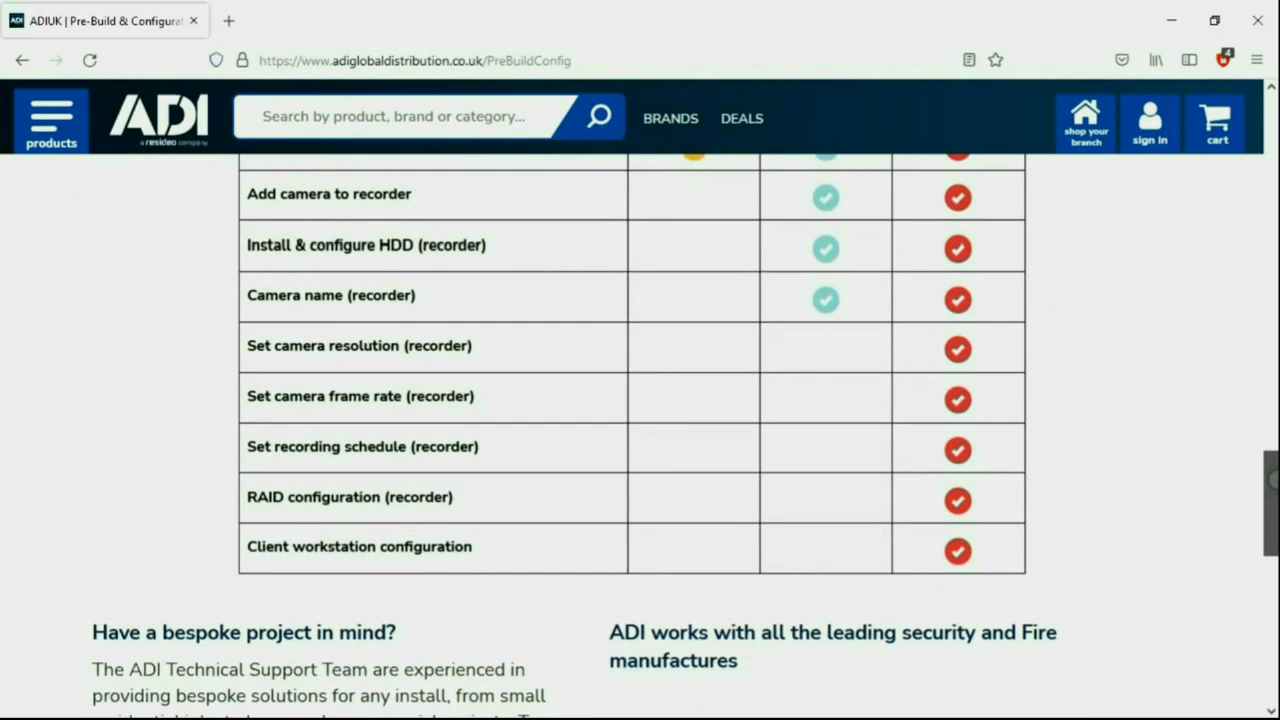 ADIUK | Pre-Build & Configurat
https://www.adiglobaldistribution.co.uk/PreBuildConfig
4
products
ADI
a resideo company
Search by product, brand or category...
BRANDS
DEALS
shop your
branch
sign in
cart
Add camera to recorder
Install & configure HDD (recorder)
Camera name (recorder)
Set camera resolution (recorder)
Set camera frame rate (recorder)
Set recording schedule (recorder)
RAID configuration (recorder)
Client workstation configuration
Have a bespoke project in mind?
The ADI Technical Support Team are experienced in
providing bespoke solutions for any install, from small
ADI works with all the leading security and Fire
manufactures